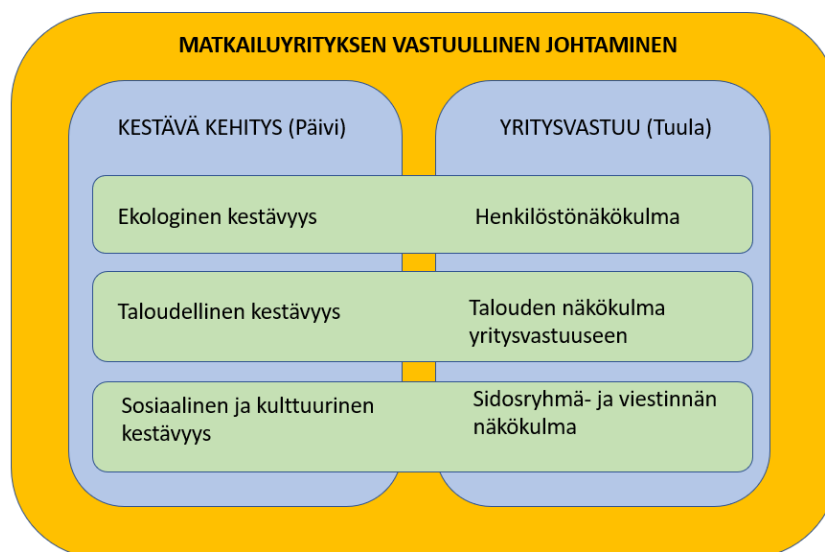 MATKAILUYRITYKSEN VASTUULLINEN JOHTAMINEN
KESTÄVÄ KEHITYS (Päivi)
YRITYSVASTUU (Tuula)
Ekologinen kestävyys
Henkilöstönäkökulma
Taloudellinen kestävyys
Talouden näkökulma
yritysvastuuseen
Sosiaalinen ja kulttuurinen
kestävyys
Sidosryhmä- ja viestinnän
näkökulma